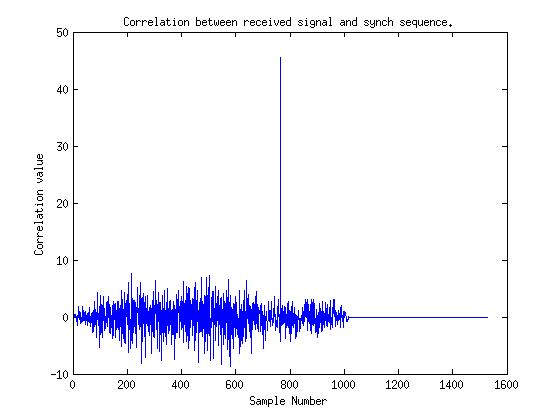 Correlation between received signal and synch sequence.
50
40
30
20
10
0
-10
Correlation value
0 200 400 600 800 1000 1200 1400 1600
Sample Number